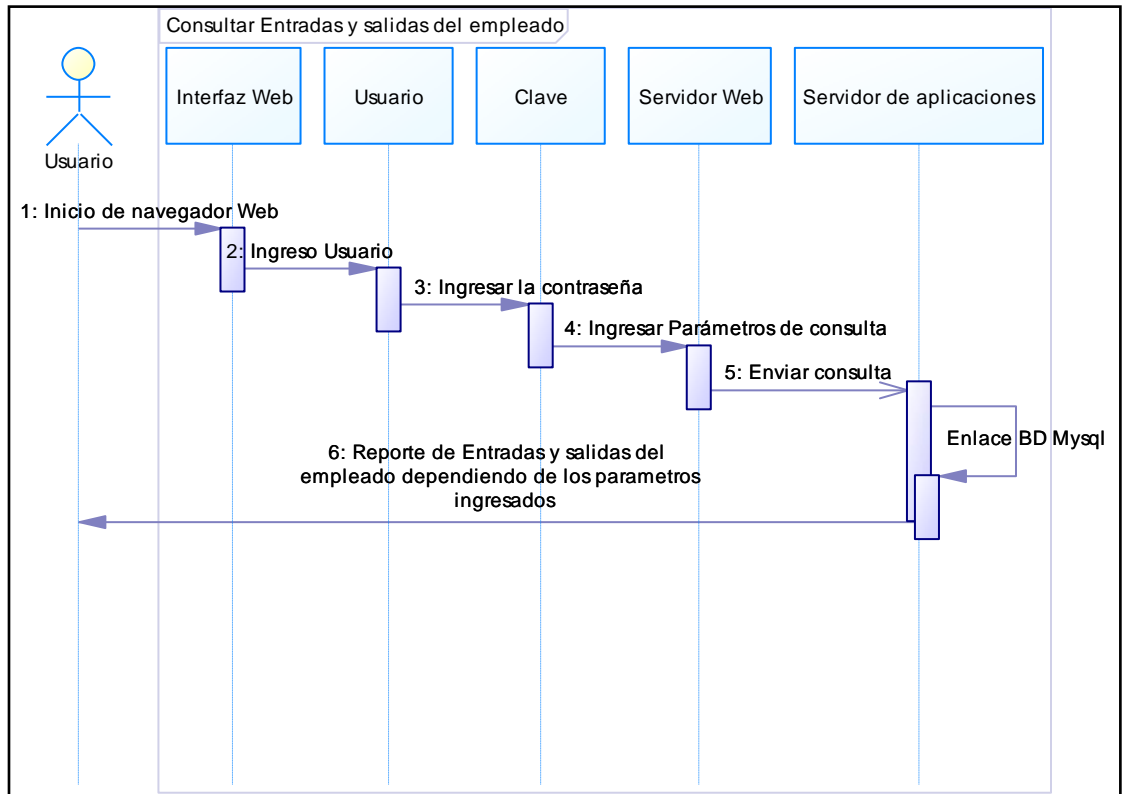 Consultar Entradas y salidas del empleado
Interfaz Web
Usuario
Clave
Servidor Web
Servidor de aplicaciones
Usuario
1: Inicio de navegador Web
2: Ingreso Usuario
3: Ingresar la contraseña
4: Ingresar Parámetros de consulta
5: Enviar consulta
Enlace BD Mysql
6: Reporte de Entradas y salidas del
empleado dependiendo de los parametros
ingresados